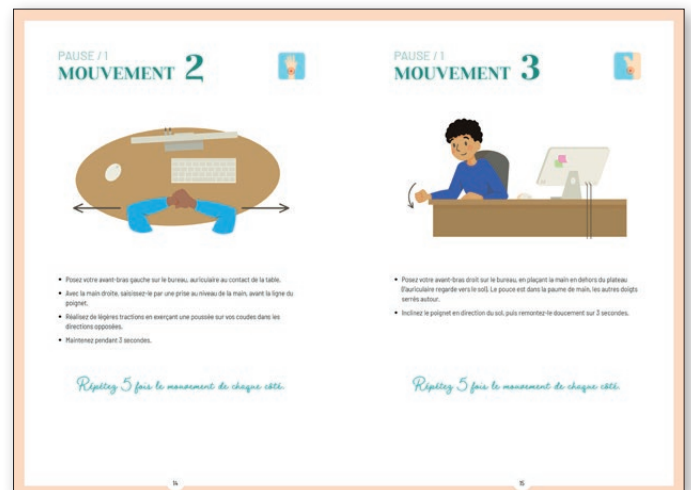 PAUSE / 1
MOUVEMENT 2
• Posez votre avant-bras gauche sur le bureau, auriculaire au contact de la table.
• Avec la main droite, saisissez-le par une prise au niveau de la main, avant la ligne du
poignet.
• Réalisez de légères tractions en exerçant une poussée sur vos coudes dans les
directions opposées.
• Maintenez pendant 3 secondes.
Répétez 5 fois le mouvement de chaque côté.
14
PAUSE / 1
MOUVEMENT 3
• Posez votre avant-bras droit sur le bureau, en plaçant la main en dehors du plateau
(l'auriculaire regarde vers le sol). Le pouce est dans la paume de main, les autres doigts
serrés autour.
• Inclinez le poignet en direction du sol, puis remontez-le doucement sur 3 secondes.
Répétez 5 fois le mouvement de chaque côté.
15